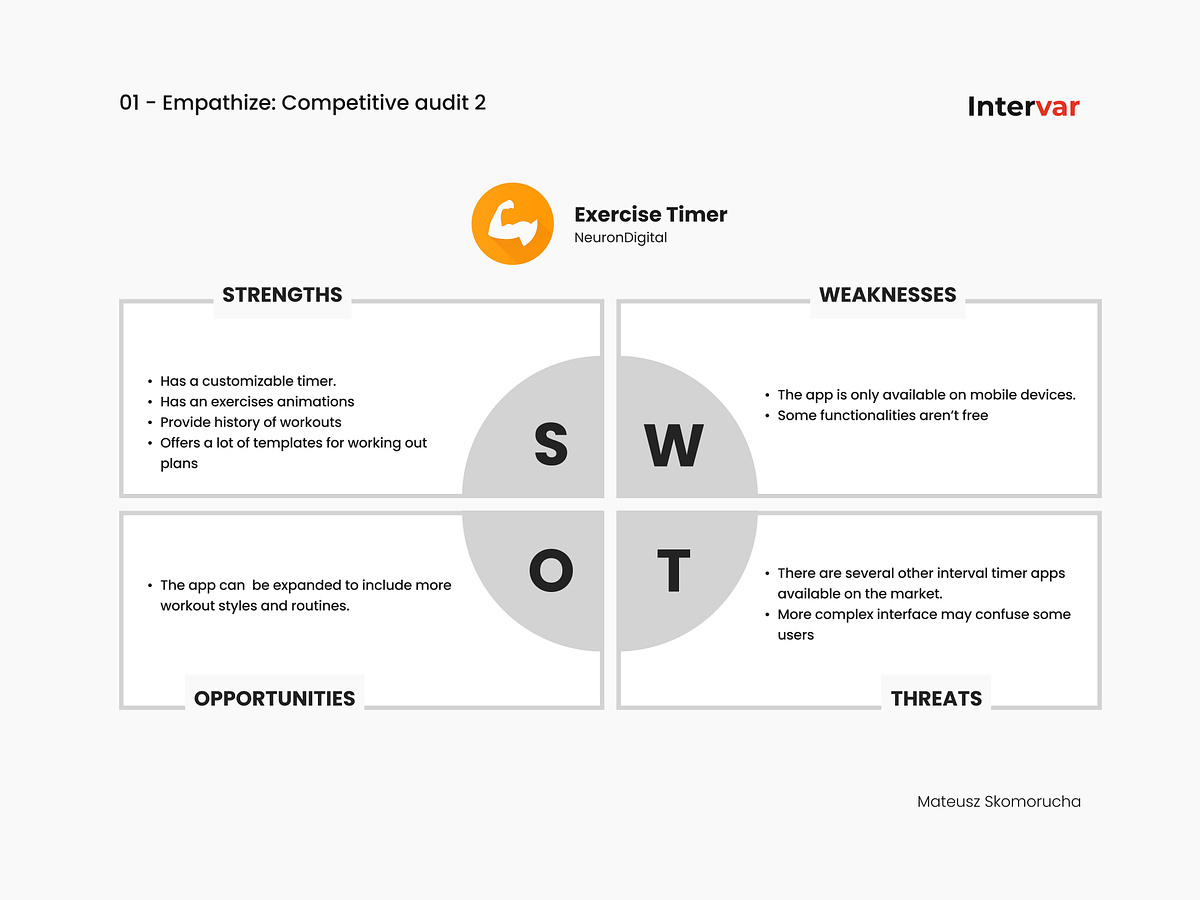 01 - Empathize: Competitive audit 2
Intervar
Exercise Timer
NeuronDigital
STRENGTHS
• Has a customizable timer.
• Has an exercises animations
• Provide history of workouts
• Offers a lot of templates for working out
plans
S
WEAKNESSES
• The app is only available on mobile devices.
• Some functionalities aren’t free
W
• The app can  be expanded to include more
workout styles and routines.
O
OPPORTUNITIES
• There are several other interval timer apps
available on the market.
• More complex interface may confuse some
users
T
THREATS
Mateusz Skomorucha